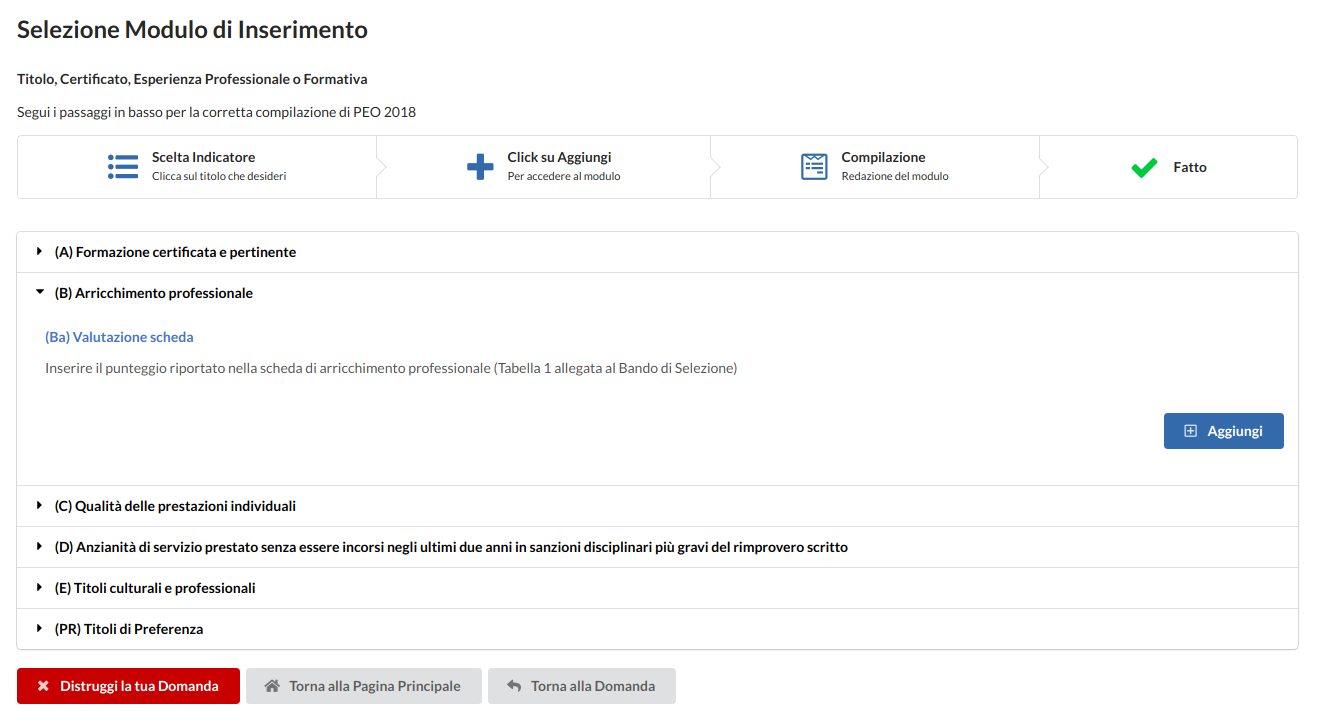 Selezione Modulo di Inserimento
Titolo, Certificato, Esperienza Professionale o Formativa
Segui i passaggi in basso per la corretta compilazione di PEO 2018
Scelta Indicatore
Clicca sul titolo che desideri
Click su Aggiungi
Per accedere al modulo
Compilazione
Redazione del modulo
Fatto
(A) Formazione certificata e pertinente
(B) Arricchimento professionale
(Ba) Valutazione scheda
Inserire il punteggio riportato nella scheda di arricchimento professionale (Tabella 1 allegata al Bando di Selezione)
Aggiungi
(C) Qualità delle prestazioni individuali
(D) Anzianità di servizio prestato senza essere incorsi negli ultimi due anni in sanzioni disciplinari più gravi del rimprovero scritto
(E) Titoli culturali e professionali
(PR) Titoli di Preferenza
Distruggi la tua Domanda
Torna alla Pagina Principale
Torna alla Domanda